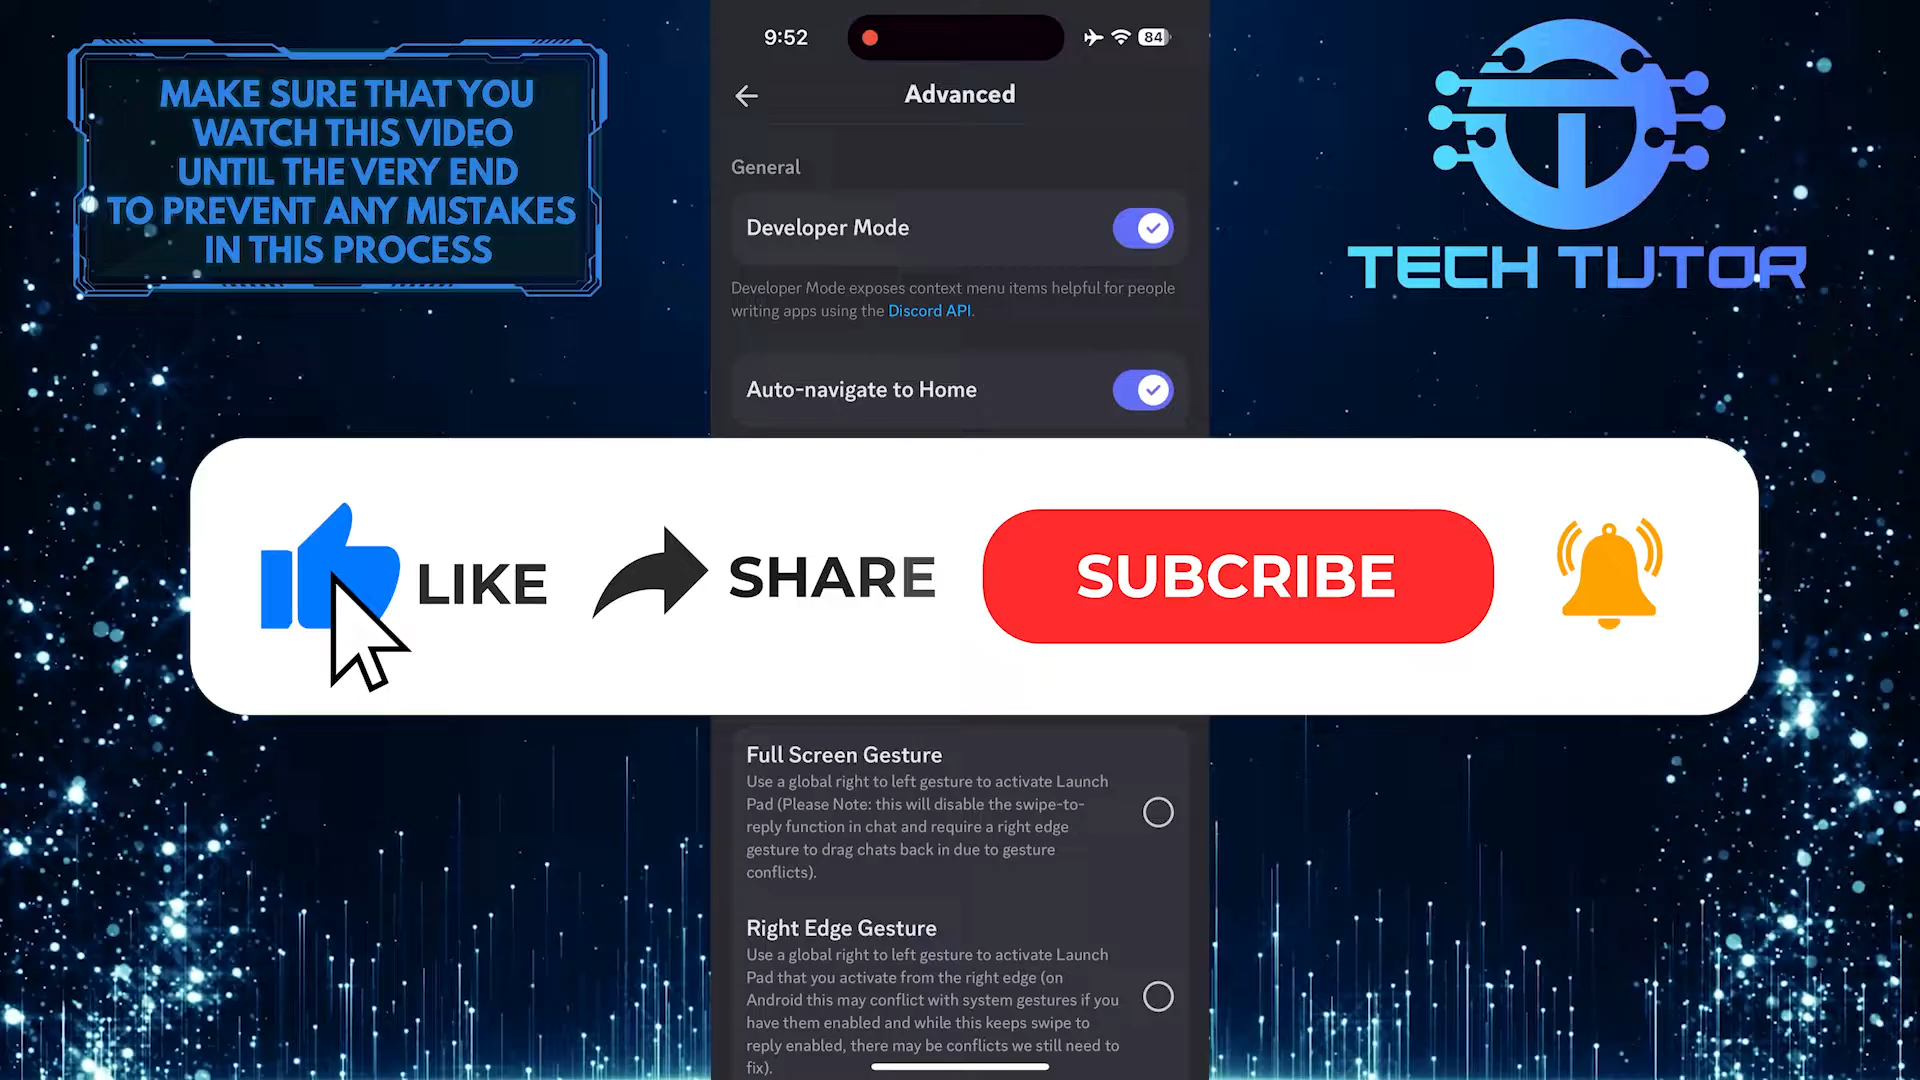 MAKE SURE THAT YOU
WATCH THIS VIDEO
UNTIL THE VERY END
TO PREVENT ANY MISTAKES
IN THIS PROCESS
9:52
84
Advanced
TECH TUTOR
General
Developer Mode
Developer Mode exposes context menu items helpful for people
writing apps using the Discord API.
Auto-navigate to Home
LIKE
SHARE
SUBCRIBE
Full Screen Gesture
Use a global right to left gesture to activate Launch
Pad (Please Note: this will disable the swipe-to-
reply function in chat and require a right edge
gesture to drag chats back in due to gesture
conflicts).
Right Edge Gesture
Use a global right to left gesture to activate Launch
Pad that you activate from the right edge (on
Android this may conflict with system gestures if you
have them enabled and while this keeps swipe to
reply enabled, there may be conflicts we still need to
fix).